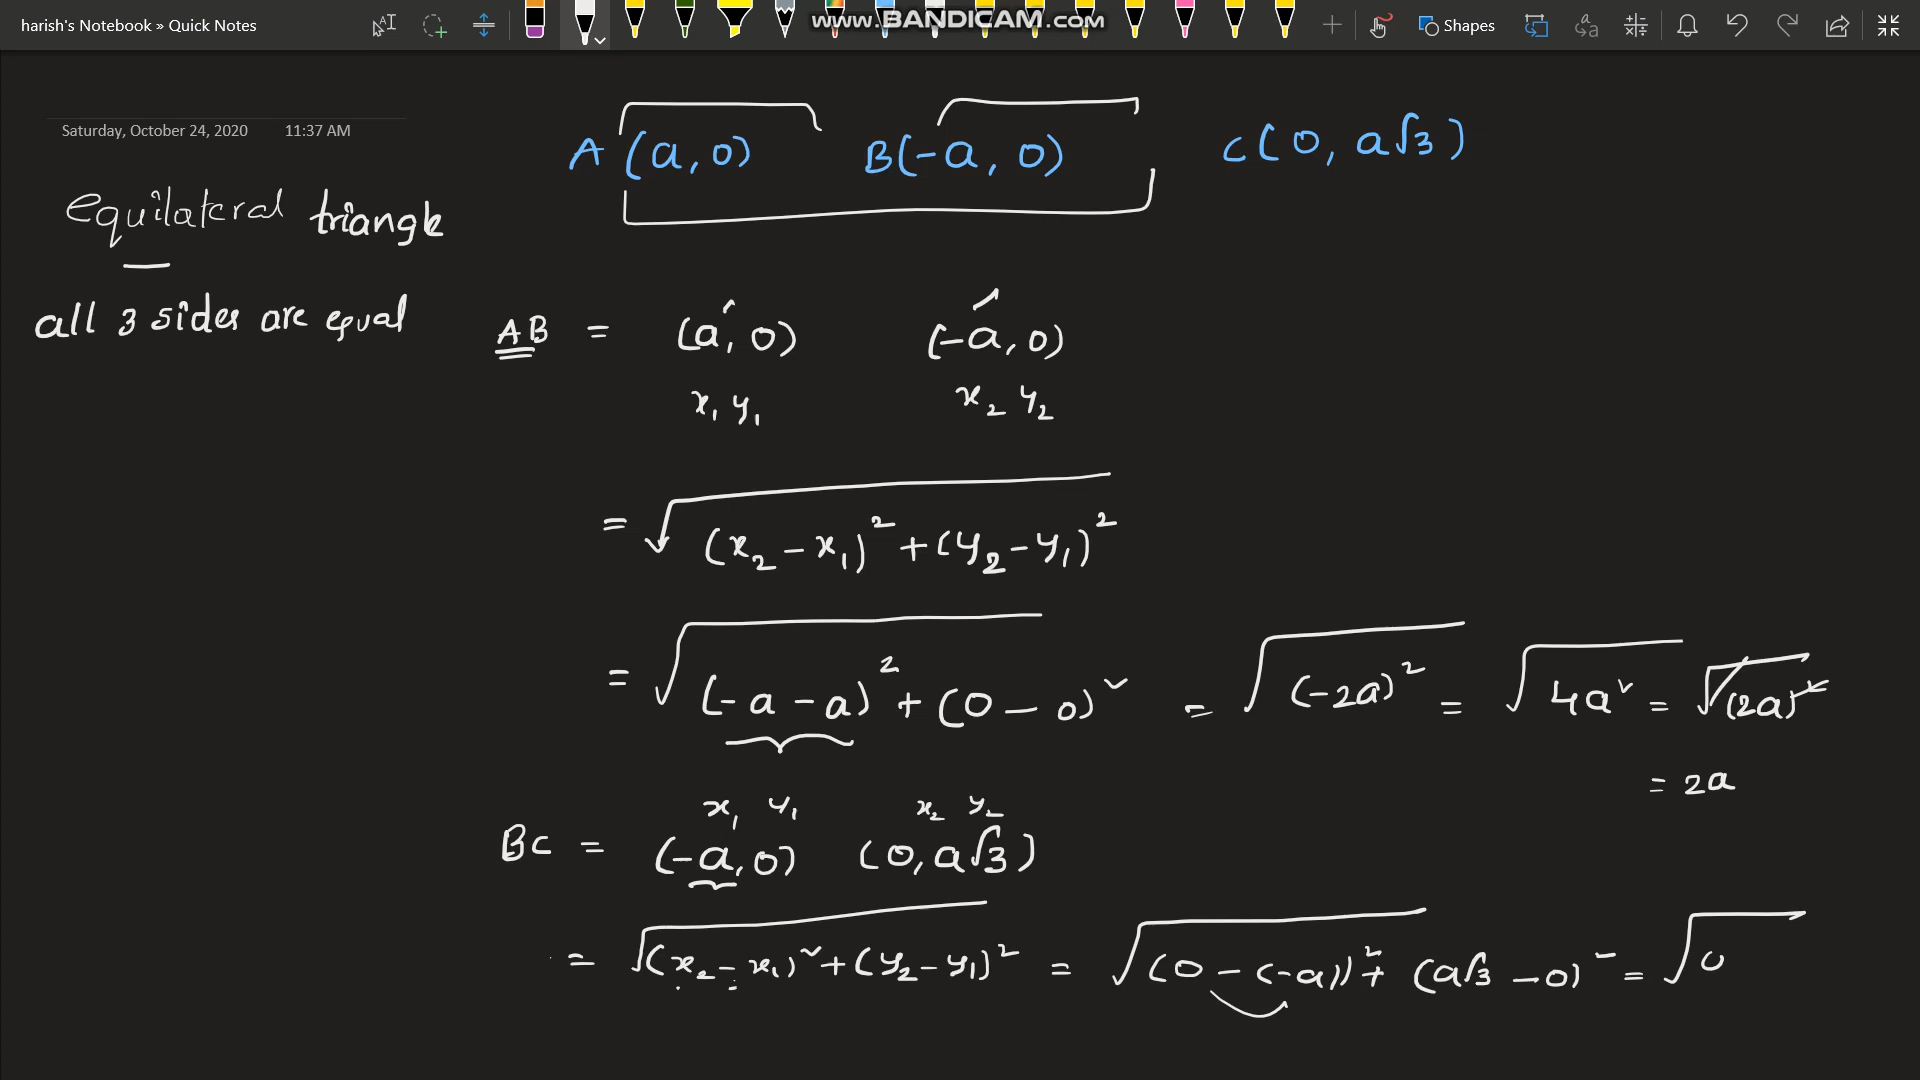 harish's Notebook » Quick Notes
www.BANDICAM.com
Shapes
Saturday, October 24, 2020 11:37 AM
A (a, 0) B(-a, 0) C(0, a√3)
Equilateral triangle
all 3 sides are equal
AB = (a, 0) (-a, 0)
x₁ y₁ x₂ y₂
= √(x₂-x₁)²+(y₂-y₁)²
= √(-a-a)²+(0-0)² = √(-2a)² = √4a² = √(2a)²
= 2a
x₁ y₁ x₂ y₂
BC = (-a, 0) (0, a√3)
= √(x₂-x₁)²+(y₂-y₁)² = √(0-(-a))²+(a√3-0)² = √0